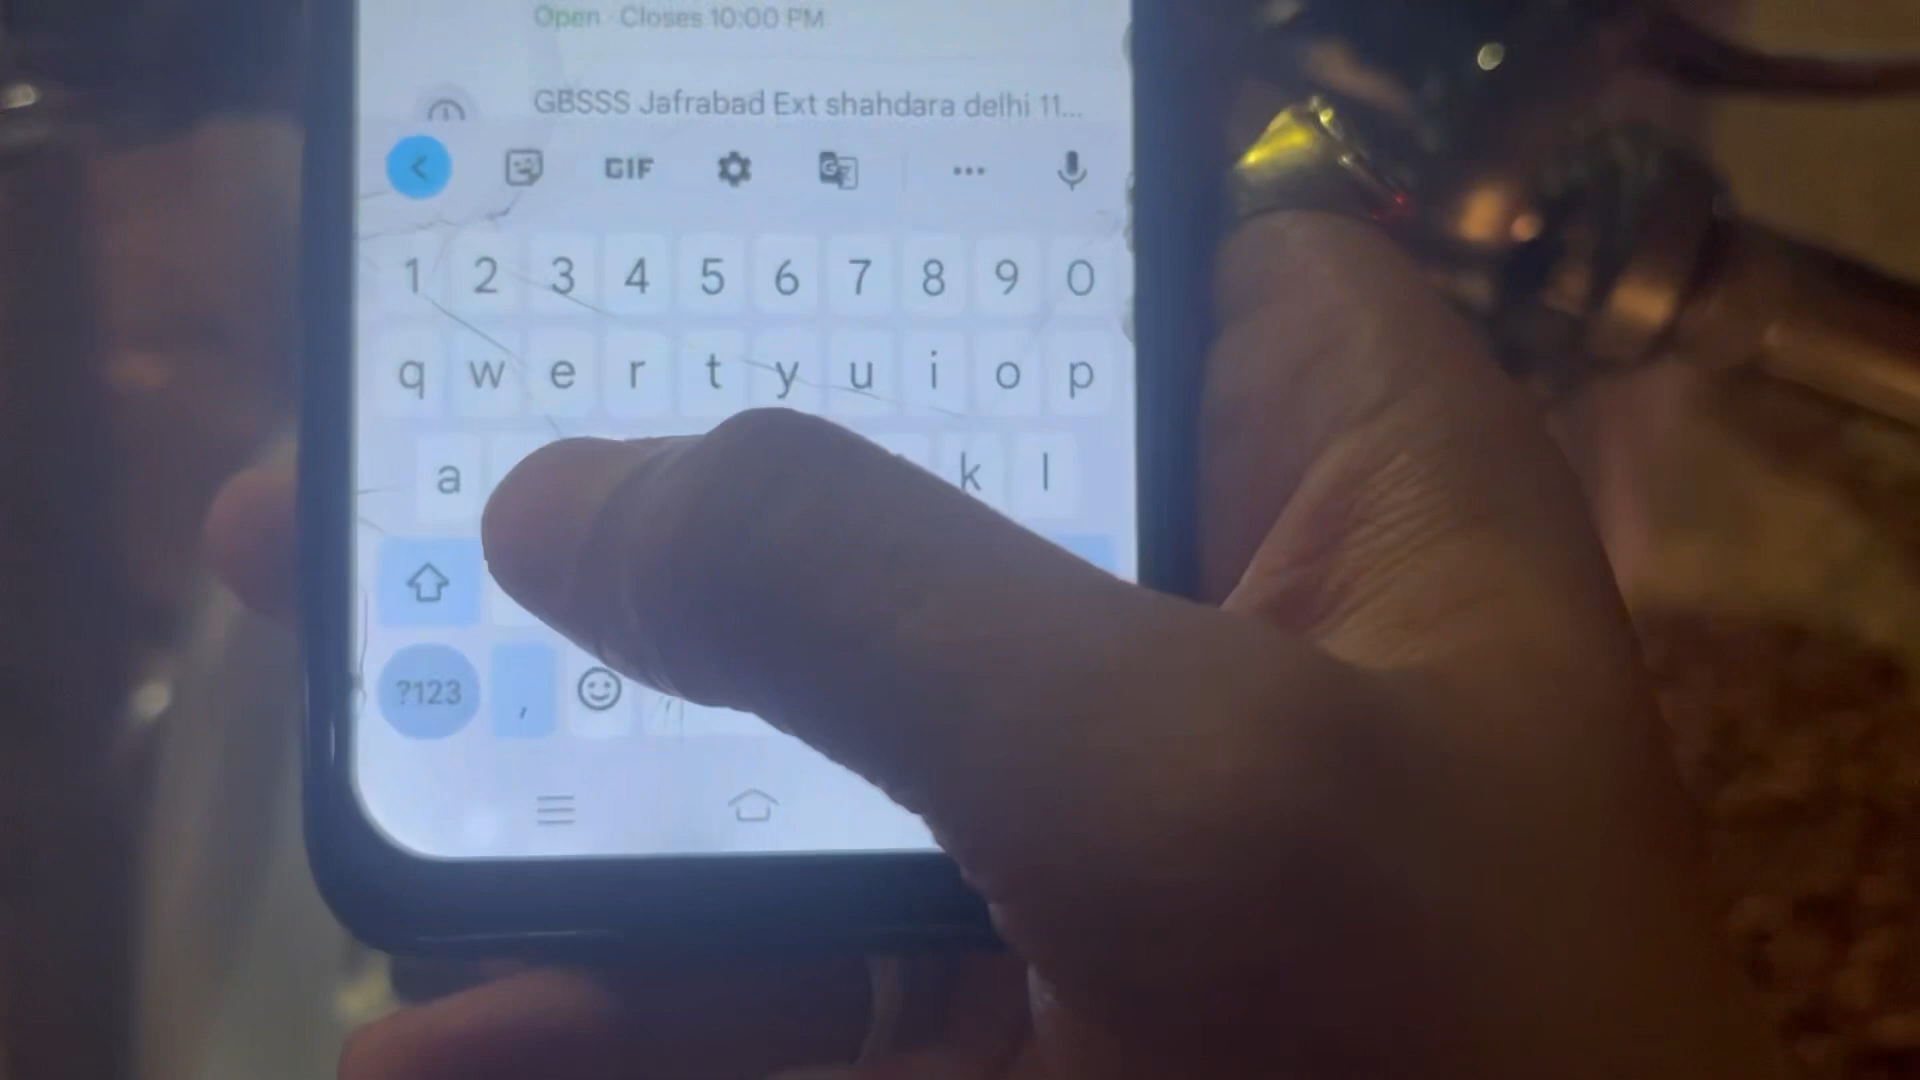 Open · Closes 10:00 PM
GBSSS Jafrabad Ext shahdara delhi 11...
GIF
1 2 3 4 5 6 7 8 9 0
q w e r t y u i o p
a k l
?123 ,